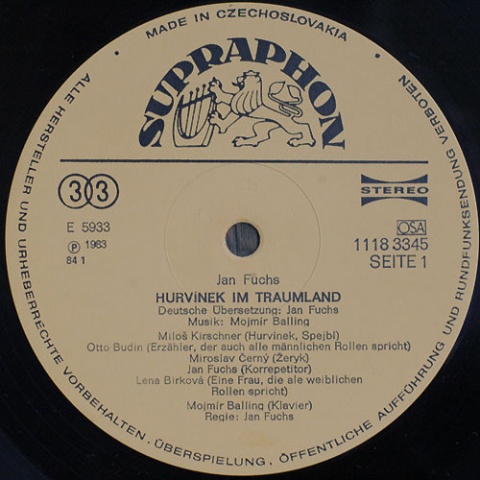 MADE IN CZECHOSLOVAKIA
SUPRAPHON
33
STEREO
E 5933
℗ 1983
84 1
OSA
1118 3345
SEITE 1
Jan Fuchs
HURVÍNEK IM TRAUMLAND
Deutsche Übersetzung: Jan Fuchs
Musik: Mojmír Balling
Miloš Kirschner (Hurvínek, Spejbl)
Otto Budín (Erzähler, der auch alle männlichen Rollen spricht)
Miroslav Černý (Žeryk)
Jan Fuchs (Korrepetitor)
Lena Birková (Eine Frau, die ale weiblichen
Rollen spricht)
Mojmír Balling (Klavier)
Regie: Jan Fuchs
ALLE HERSTELLER UND URHEBERRECHTE VORBEHALTEN. ÜBERSPIELUNG, ÖFFENTLICHE AUFFÜHRUNG UND RUNDFUNKSENDUNG VERBOTEN